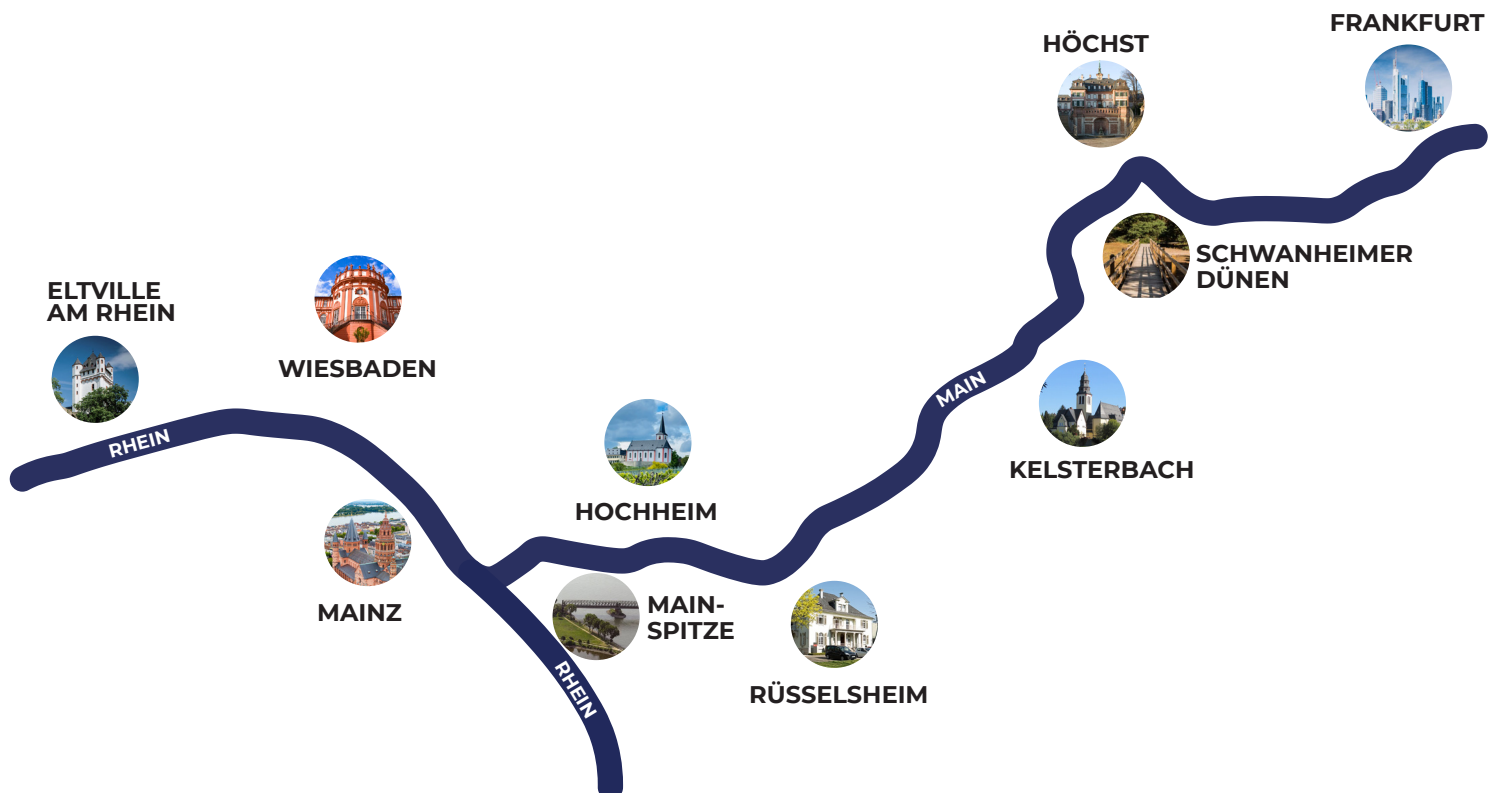 FRANKFURT
HÖCHST
SCHWANHEIMER
DÜNEN
ELTVILLE
AM RHEIN
WIESBADEN
MAIN
RHEIN
KELSTERBACH
HOCHHEIM
MAINZ
MAIN-
SPITZE
RHEIN
RÜSSELSHEIM